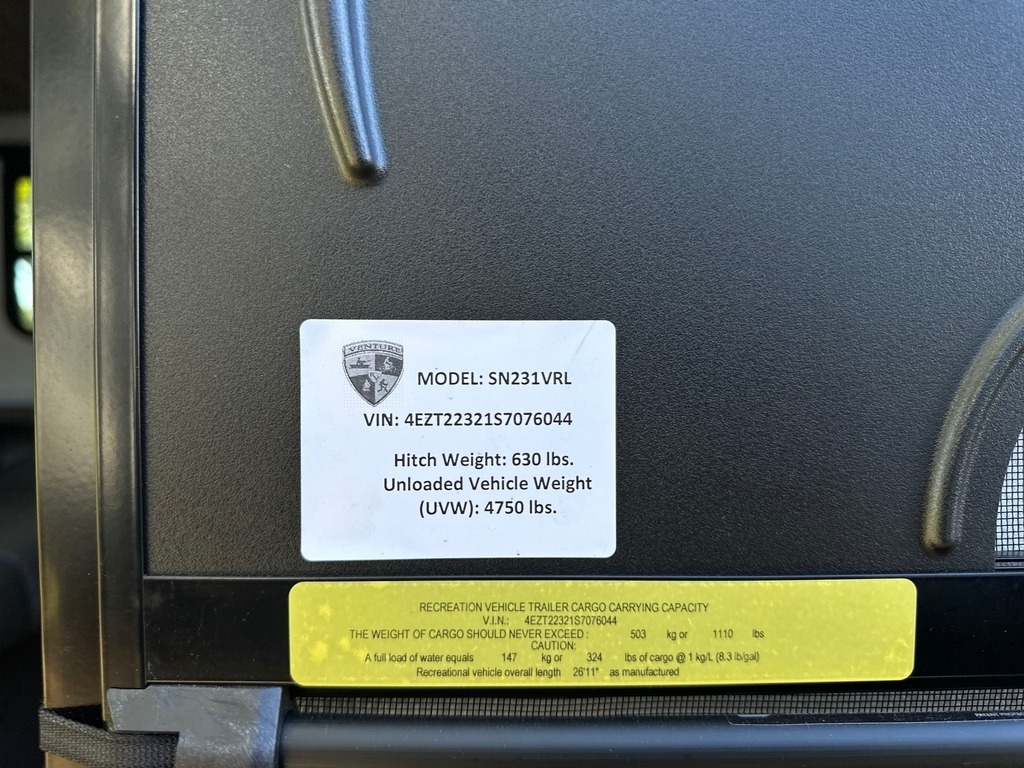 VENTURE
MODEL: SN231VRL
VIN: 4EZT22321S7076044
Hitch Weight: 630 lbs.
Unloaded Vehicle Weight
(UVW): 4750 lbs.
RECREATION VEHICLE TRAILER CARGO CARRYING CAPACITY
V.I.N.: 4EZT22321S7076044
THE WEIGHT OF CARGO SHOULD NEVER EXCEED : 503 kg or 1110 lbs
CAUTION:
A full load of water equals 147 kg or 324 lbs of cargo @ 1 kg/L (8.3 lb/gal)
Recreational vehicle overall length 26'11" as manufactured
PATENT